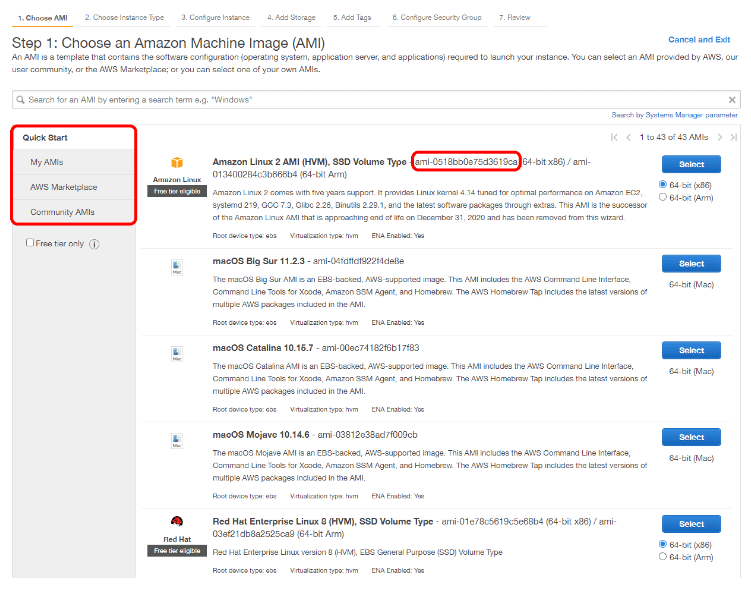 1. Choose AMI 2. Choose Instance Type 3. Configure Instance 4. Add Storage 5. Add Tags 6. Configure Security Group 7. Review
Step 1: Choose an Amazon Machine Image (AMI)
Cancel and Exit
An AMI is a template that contains the software configuration (operating system, application server, and applications) required to launch your instance. You can select an AMI provided by AWS, our
user community, or the AWS Marketplace; or you can select one of your own AMIs.
Search for an AMI by entering a search term e.g. "Windows"
Search by Systems Manager parameter
Quick Start
My AMIs
AWS Marketplace
Community AMIs
Free tier only
1 to 43 of 43 AMIs
Amazon Linux
Free tier eligible
Amazon Linux 2 AMI (HVM), SSD Volume Type - ami-0518bb0e75d3619ca (64-bit x86) / ami-
013400284c3b666b4 (64-bit Arm)
Amazon Linux 2 comes with five years support. It provides Linux kernel 4.14 tuned for optimal performance on Amazon EC2,
systemd 219, GCC 7.3, Glibc 2.26, Binutils 2.29.1, and the latest software packages through extras. This AMI is the successor
of the Amazon Linux AMI that is approaching end of life on December 31, 2020 and has been removed from this wizard.
Root device type: ebs Virtualization type: hvm ENA Enabled: Yes
Select
64-bit (x86)
64-bit (Arm)
Mac
macOS Big Sur 11.2.3 - ami-04fdffdf922f4de8e
The macOS Big Sur AMI is an EBS-backed, AWS-supported image. This AMI includes the AWS Command Line Interface,
Command Line Tools for Xcode, Amazon SSM Agent, and Homebrew. The AWS Homebrew Tap includes the latest versions of
multiple AWS packages included in the AMI.
Root device type: ebs Virtualization type: hvm ENA Enabled: Yes
Select
64-bit (Mac)
Mac
macOS Catalina 10.15.7 - ami-00ec74182f6b17f83
The macOS Catalina AMI is an EBS-backed, AWS-supported image. This AMI includes the AWS Command Line Interface,
Command Line Tools for Xcode, Amazon SSM Agent, and Homebrew. The AWS Homebrew Tap includes the latest versions of
multiple AWS packages included in the AMI.
Root device type: ebs Virtualization type: hvm ENA Enabled: Yes
Select
64-bit (Mac)
Mac
macOS Mojave 10.14.6 - ami-03812e38ad7f009cb
The macOS Mojave AMI is an EBS-backed, AWS-supported image. This AMI includes the AWS Command Line Interface,
Command Line Tools for Xcode, Amazon SSM Agent, and Homebrew. The AWS Homebrew Tap includes the latest versions of
multiple AWS packages included in the AMI.
Root device type: ebs Virtualization type: hvm ENA Enabled: Yes
Select
64-bit (Mac)
Red Hat
Free tier eligible
Red Hat Enterprise Linux 8 (HVM), SSD Volume Type - ami-01e78c5619c5e68b4 (64-bit x86) / ami-
03af21db8a2525ca9 (64-bit Arm)
Red Hat Enterprise Linux version 8 (HVM), EBS General Purpose (SSD) Volume Type
Root device type: ebs Virtualization type: hvm ENA Enabled: Yes
Select
64-bit (x86)
64-bit (Arm)